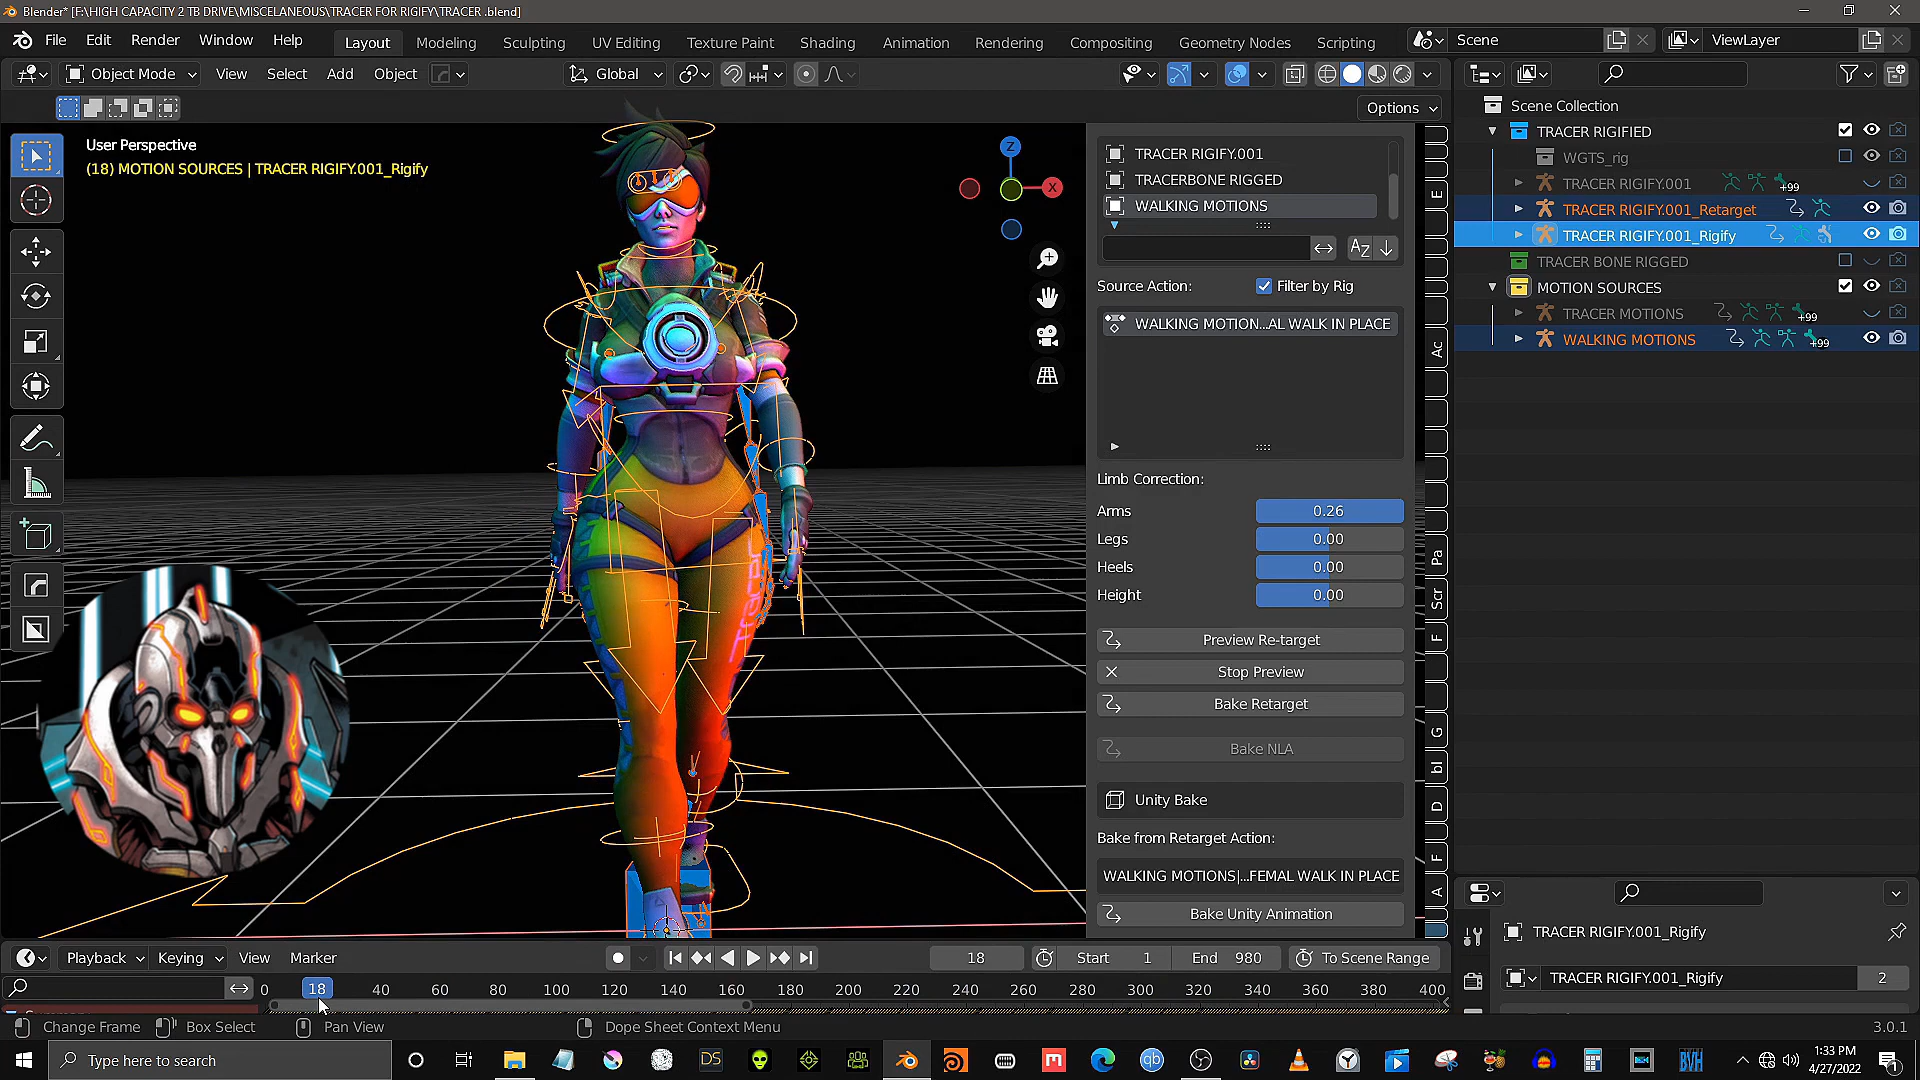 Blender* [F:\HIGH CAPACITY 2 TB DRIVE\MISCELANEOUS\TRACER FOR RIGIFY\TRACER .blend]
File Edit Render Window Help Layout Modeling Sculpting UV Editing Texture Paint Shading Animation Rendering Compositing Geometry Nodes Scripting Scene ViewLayer
Object Mode View Select Add Object Global
Options
User Perspective
(18) MOTION SOURCES | TRACER RIGIFY.001_Rigify
Z
X
TRACER RIGIFY.001
TRACERBONE RIGGED
WALKING MOTIONS
Source Action: Filter by Rig
WALKING MOTION...AL WALK IN PLACE
Limb Correction:
Arms 0.26
Legs 0.00
Heels 0.00
Height 0.00
Preview Re-target
Stop Preview
Bake Retarget
Bake NLA
Unity Bake
Bake from Retarget Action:
WALKING MOTIONS|...FEMAL WALK IN PLACE
Bake Unity Animation
E
Ac
Pa
Scr
F
G
bl
D
F
A
Scene Collection
TRACER RIGIFIED
WGTS_rig
TRACER RIGIFY.001 +99
TRACER RIGIFY.001_Retarget
TRACER RIGIFY.001_Rigify
TRACER BONE RIGGED
MOTION SOURCES
TRACER MOTIONS +99
WALKING MOTIONS +99
TRACER RIGIFY.001_Rigify
TRACER RIGIFY.001_Rigify 2
Playback Keying View Marker 18 Start 1 End 980 To Scene Range
0 18 40 60 80 100 120 140 160 180 200 220 240 260 280 300 320 340 360 380 400
Change Frame Box Select Pan View Dope Sheet Context Menu 3.0.1
Type here to search DS qb BVH 1:33 PM
4/27/2022